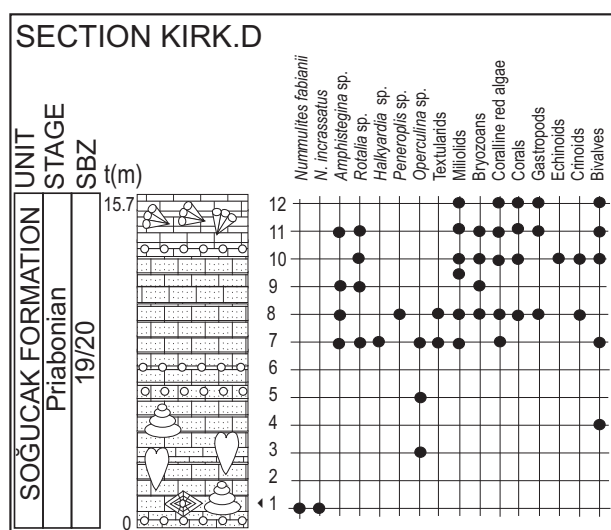 SECTION KIRK.D
UNIT
STAGE
SBZ
t(m)
Nummulites fabianii
N. incrassatus
Amphistegina sp.
Rotalia sp.
Halkyardia sp.
Peneroplis sp.
Operculina sp.
Textularids
Miliolids
Bryozoans
Coralline red algae
Corals
Gastropods
Echinoids
Crinoids
Bivalves
SOĞUCAK FORMATION
Priabonian
19/20
15.7
0
12
11
10
9
8
7
6
5
4
3
2
1